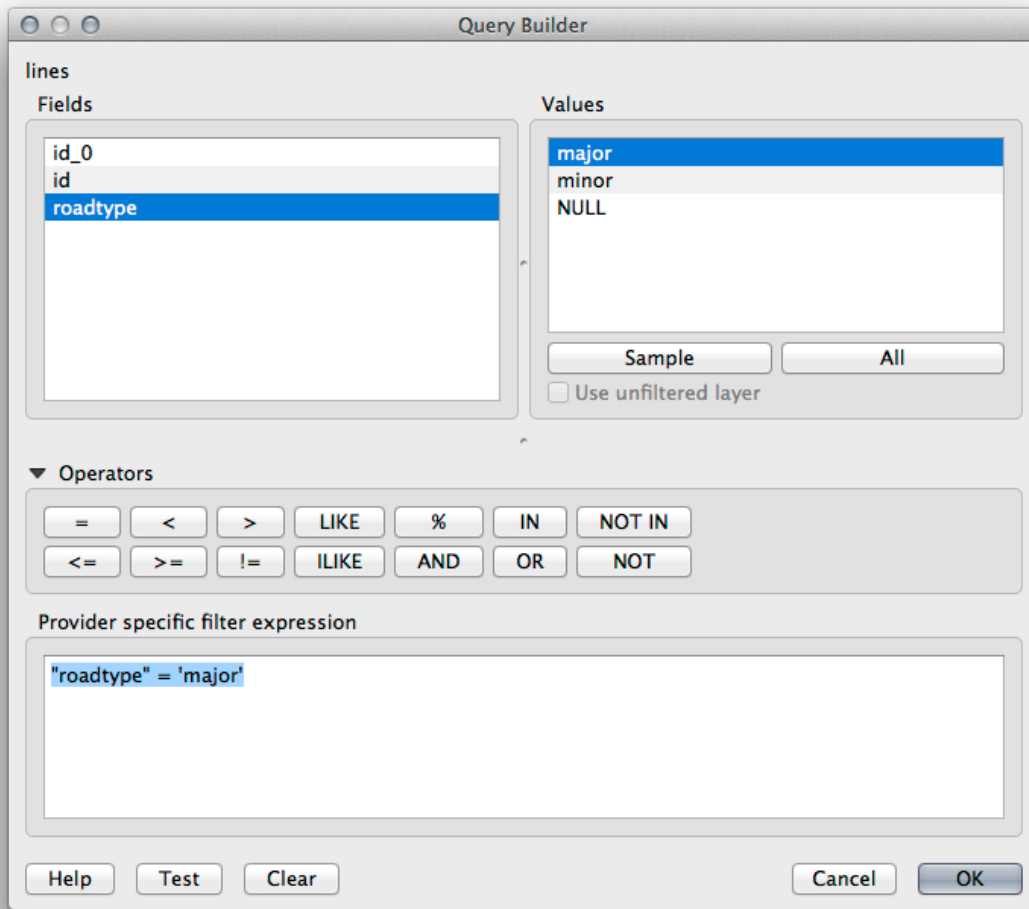 Query Builder
lines
Fields
id_0
id
roadtype
Values
major
minor
NULL
Sample
All
Use unfiltered layer
Operators
= < > LIKE % IN NOT IN
<= >= != ILIKE AND OR NOT
Provider specific filter expression
"roadtype" = 'major'
Help Test Clear Cancel OK